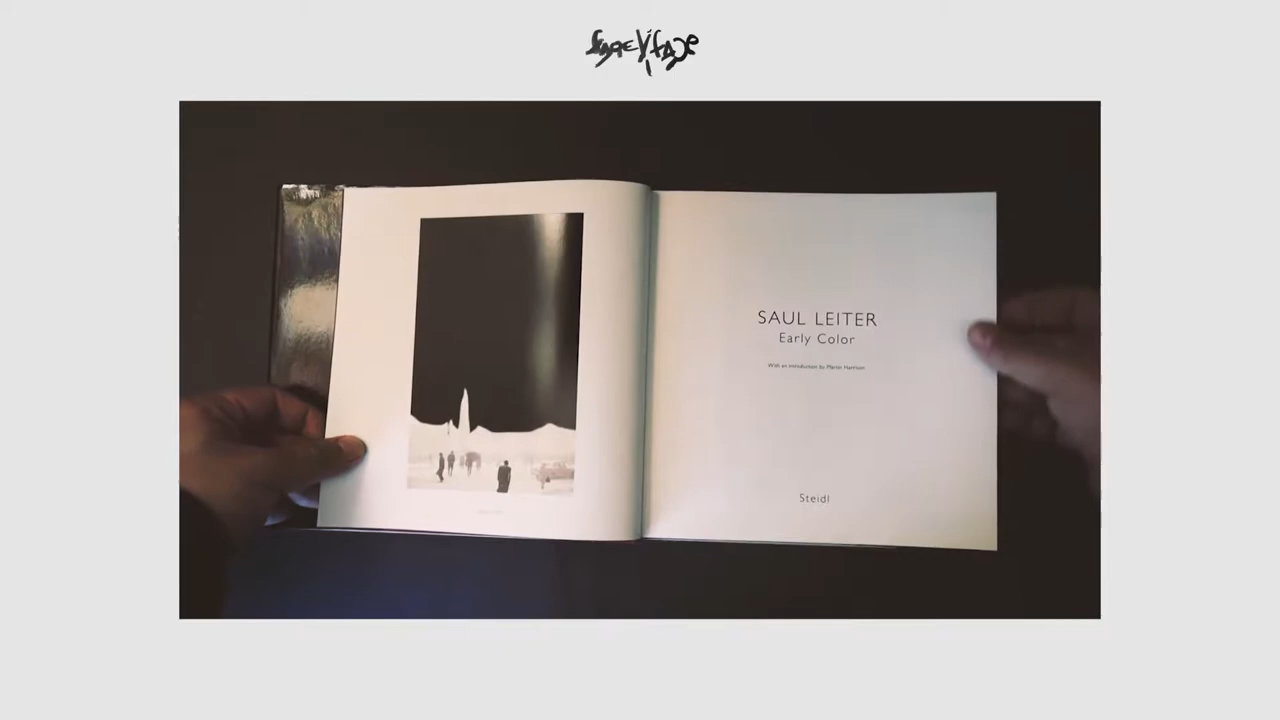 SAUL LEITER
Early Color
With an introduction by Martin Harrison
Steidl